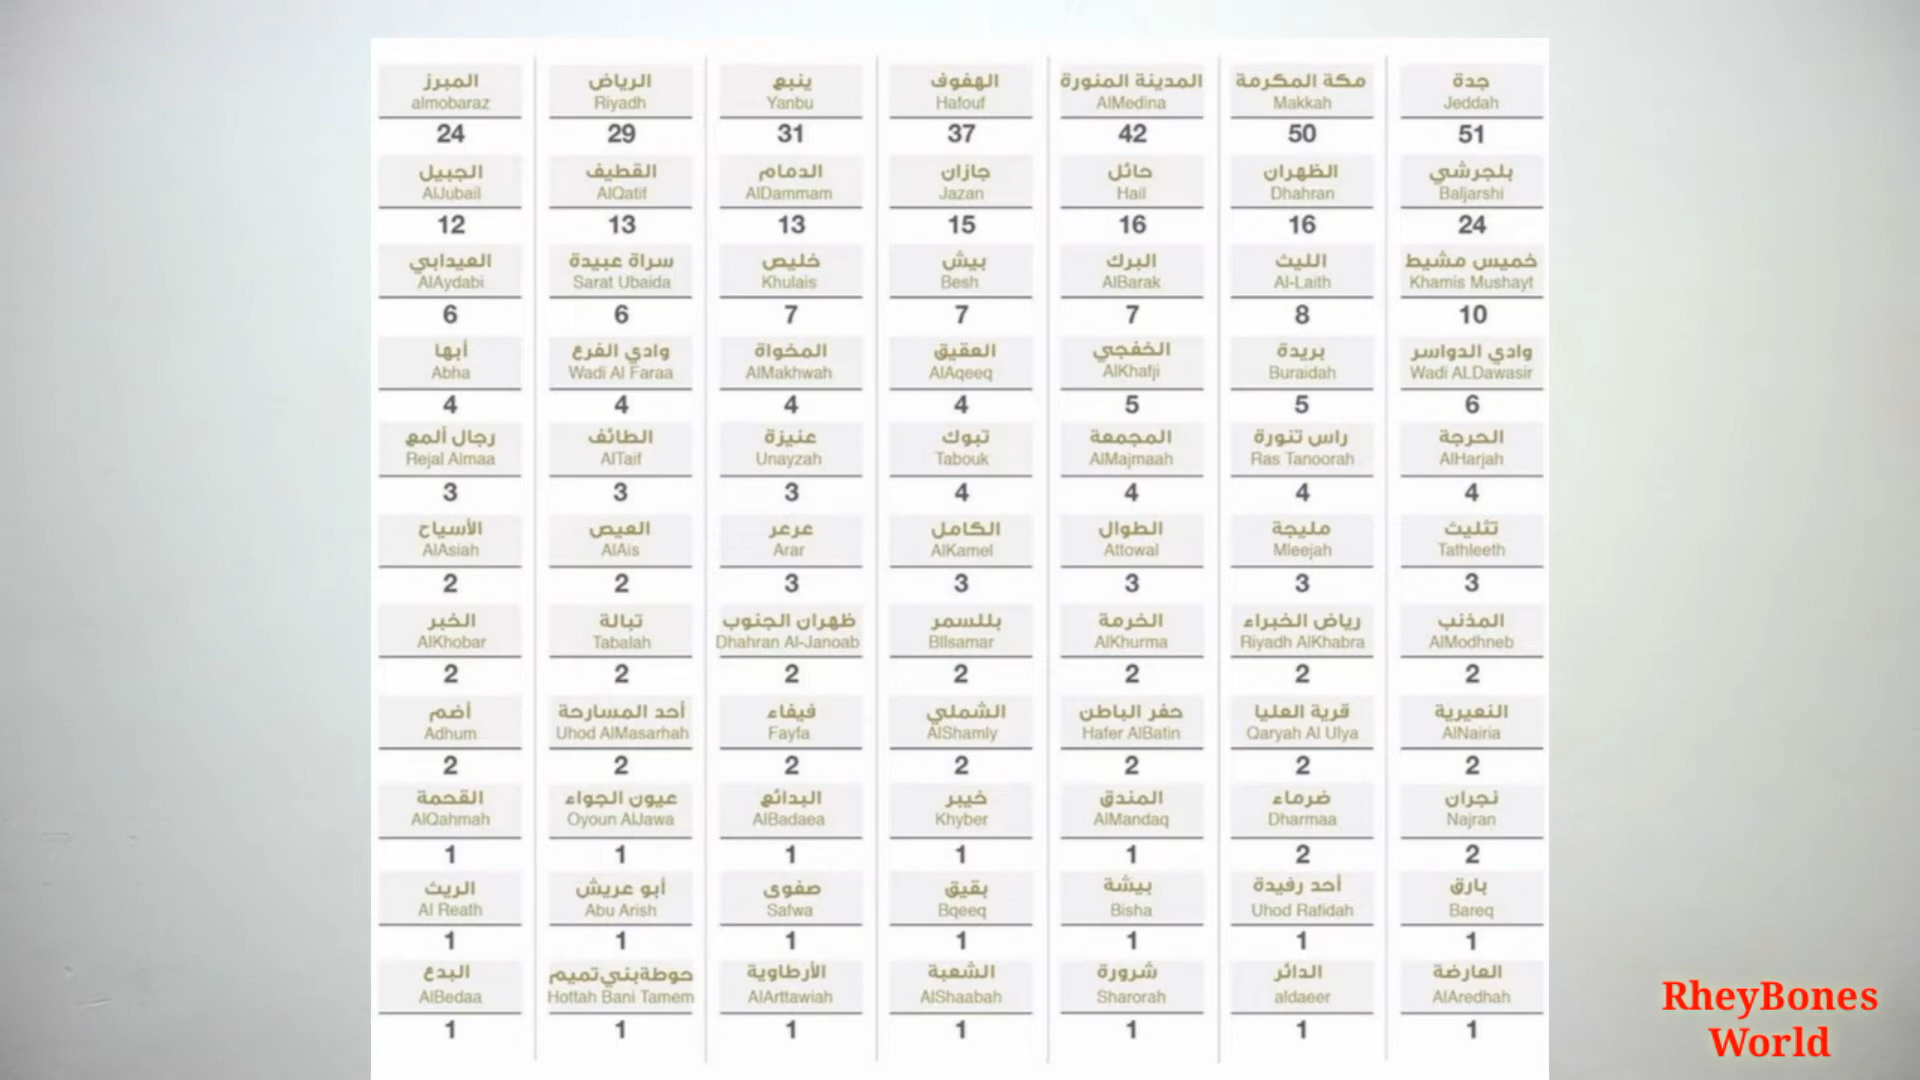 جدة
Jeddah
51
مكة المكرمة
Makkah
50
المدينة المنورة
AlMedina
42
الهفوف
Hafouf
37
ينبع
Yanbu
31
الرياض
Riyadh
29
المبرز
almobaraz
24
بلجرشي
Baljarshi
24
الظهران
Dhahran
16
حائل
Hail
16
جازان
Jazan
15
الدمام
AlDammam
13
القطيف
AlQatif
13
الجبيل
AlJubail
12
خميس مشيط
Khamis Mushayt
10
الليث
Al-Laith
8
البرك
AlBarak
7
بيش
Besh
7
خليص
Khulais
7
سراة عبيدة
Sarat Ubaida
6
العيدابي
AlAydabi
6
وادي الدواسر
Wadi ALDawasir
6
بريدة
Buraidah
5
الخفجي
AlKhafji
5
العقيق
AlAqeeq
4
المخواة
AlMakhwah
4
وادي الفرع
Wadi Al Faraa
4
أبها
Abha
4
الحرجة
AlHarjah
4
راس تنورة
Ras Tanoorah
4
المجمعة
AlMajmaah
4
تبوك
Tabouk
4
عنيزة
Unayzah
3
الطائف
AlTaif
3
رجال ألمع
Rejal Almaa
3
تثليث
Tathleeth
3
مليجة
Mleejah
3
الطوال
Attowal
3
الكامل
AlKamel
3
عرعر
Arar
3
العيص
AlAis
2
الأسياح
AlAsiah
2
المذنب
AlModhneb
2
رياض الخبراء
Riyadh AlKhabra
2
الخرمة
AlKhurma
2
بللسمر
Bllsamar
2
ظهران الجنوب
Dhahran Al-Janoab
2
تبالة
Tabalah
2
الخبر
AlKhobar
2
النعيرية
AlNairia
2
قرية العليا
Qaryah Al Ulya
2
حفر الباطن
Hafer AlBatin
2
الشملي
AlShamly
2
فيفاء
Fayfa
2
أحد المسارحة
Uhod AlMasarhah
2
أضم
Adhum
2
نجران
Najran
2
ضرماء
Dharmaa
2
المندق
AlMandaq
1
خيبر
Khyber
1
البدائع
AlBadaea
1
عيون الجواء
Oyoun AlJawa
1
القحمة
AlQahmah
1
بارق
Bareq
1
أحد رفيدة
Uhod Rafidah
1
بيشة
Bisha
1
بقيق
Bqeeq
1
صفوى
Safwa
1
أبو عريش
Abu Arish
1
الريث
Al Reath
1
العارضة
AlAredhah
1
الدائر
aldaeer
1
شرورة
Sharorah
1
الشعبة
AlShaabah
1
الأرطاوية
AlArttawiah
1
حوطة بني تميم
Hottah Bani Tamem
1
البدع
AlBedaa
1
RheyBones
World